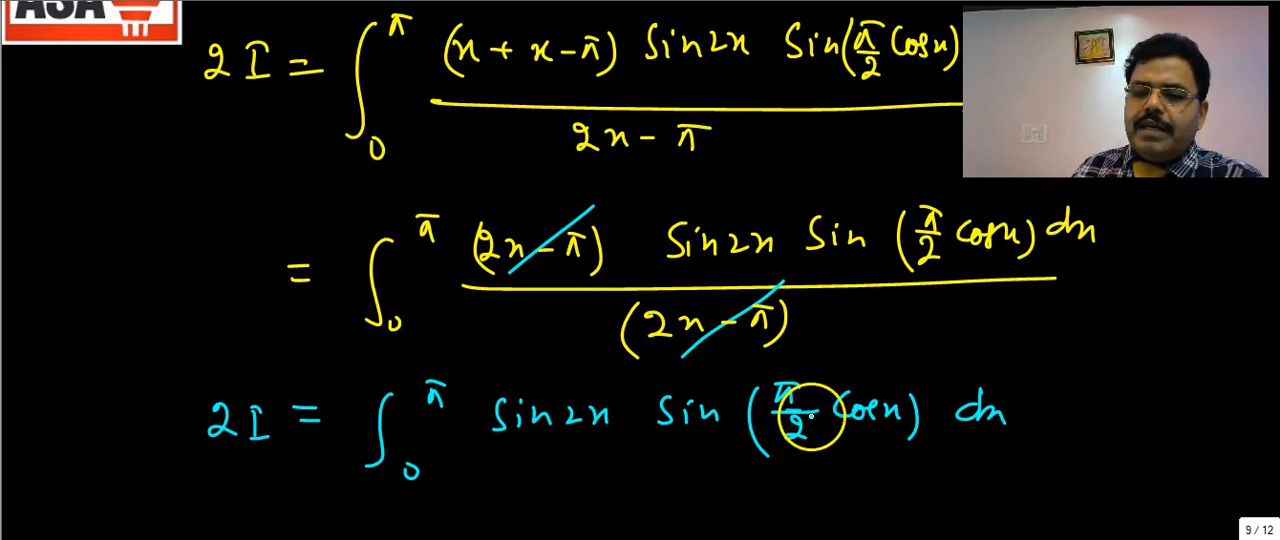 ASA
2I = ∫₀^π (x + x - π) Sin2x Sin(π/2 Cosx) / 2x - π
= ∫₀^π (2x - π) Sin2x Sin (π/2 Cosx) dx / (2x - π)
2I = ∫₀^π Sin2x Sin (π/2 Cosx) dx
9 / 12